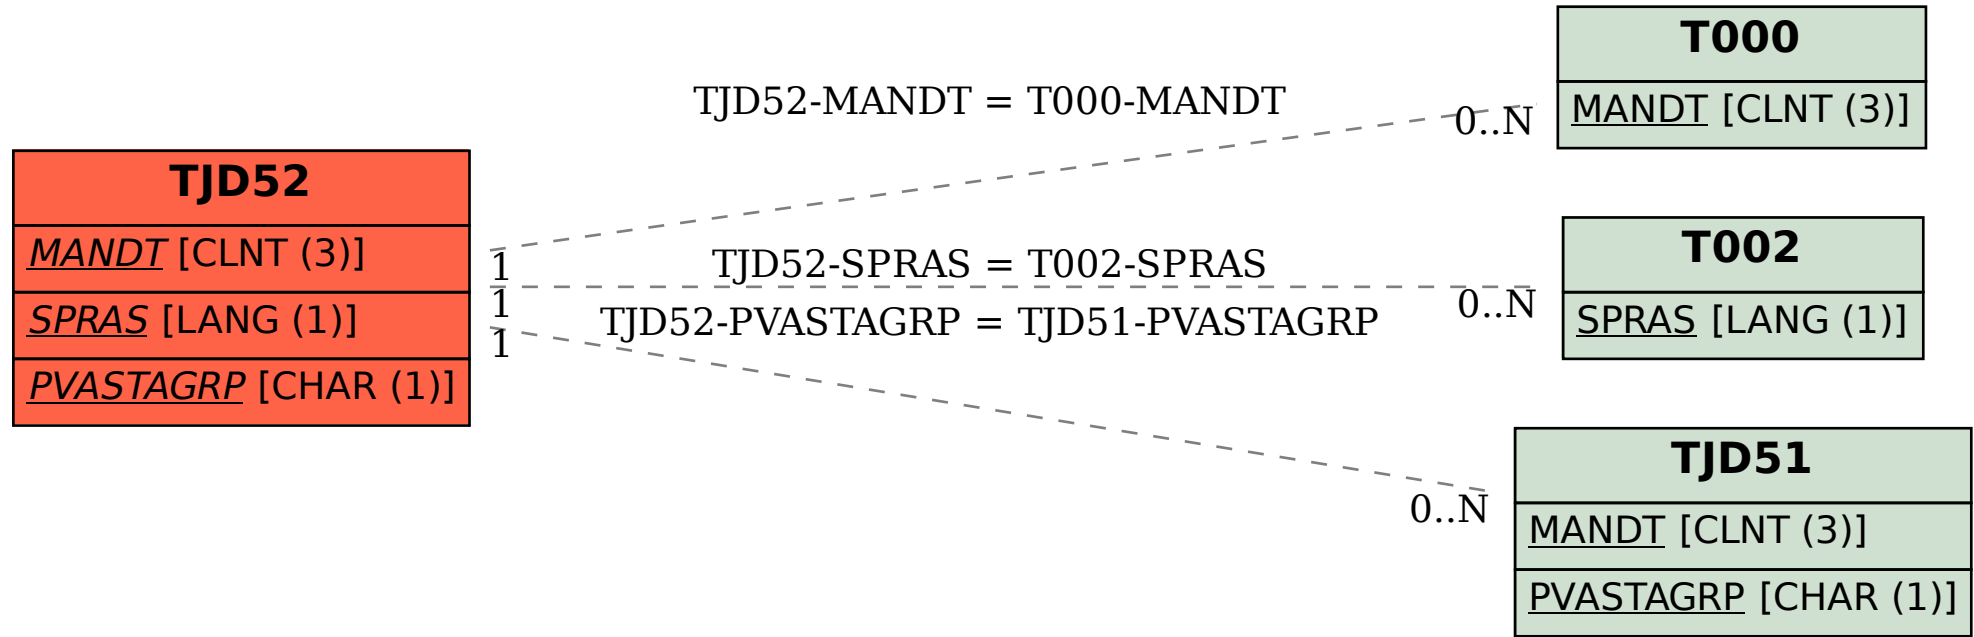 TJD52
MANDT [CLNT (3)]
SPRAS [LANG (1)]
PVASTAGRP [CHAR (1)]
TJD52-MANDT = T000-MANDT
1
0..N
TJD52-SPRAS = T002-SPRAS
1
0..N
TJD52-PVASTAGRP = TJD51-PVASTAGRP
1
0..N
T000
MANDT [CLNT (3)]
T002
SPRAS [LANG (1)]
TJD51
MANDT [CLNT (3)]
PVASTAGRP [CHAR (1)]